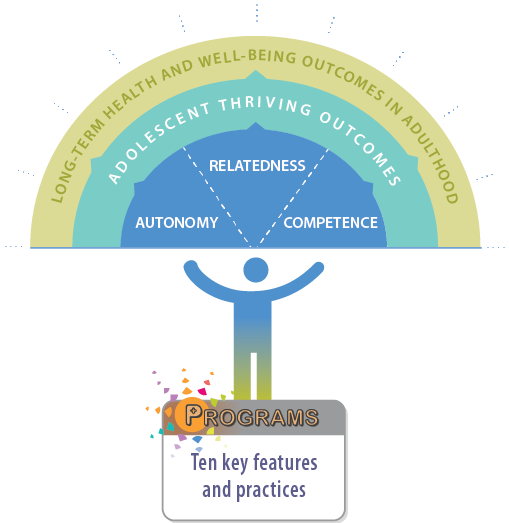 LONG-TERM HEALTH AND WELL-BEING OUTCOMES IN ADULTHOOD
ADOLESCENT THRIVING OUTCOMES
RELATEDNESS
AUTONOMY
COMPETENCE
PROGRAMS
Ten key features
and practices